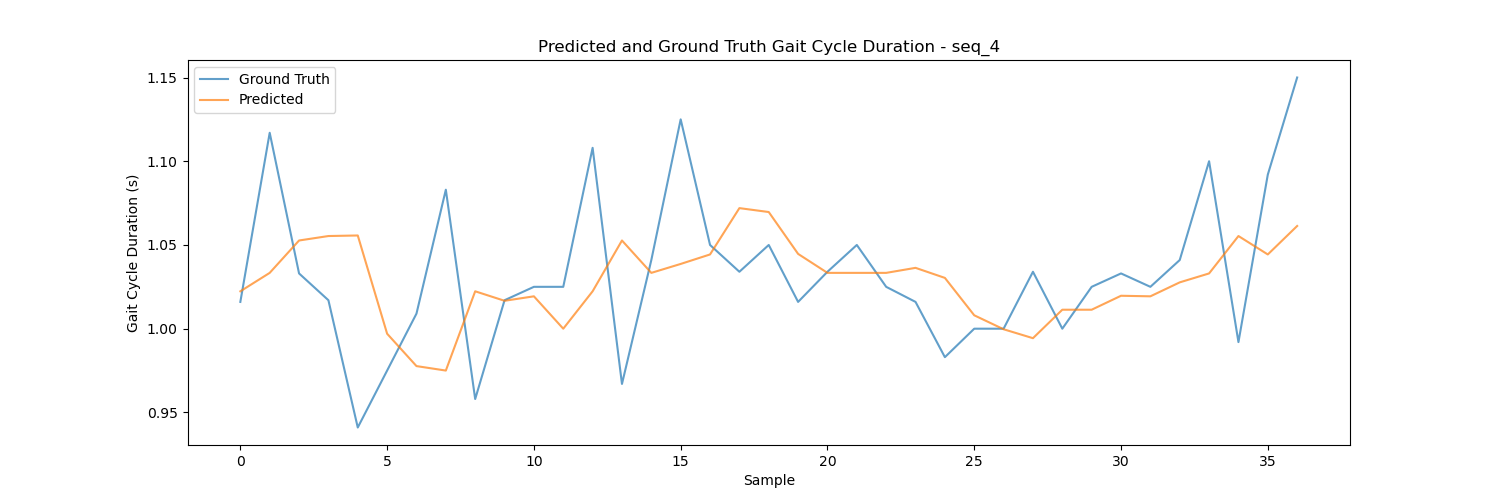 Predicted and Ground Truth Gait Cycle Duration - seq_4
Ground Truth
Predicted
Gait Cycle Duration (s)
1.15
1.10
1.05
1.00
0.95
0 5 10 15 20 25 30 35
Sample